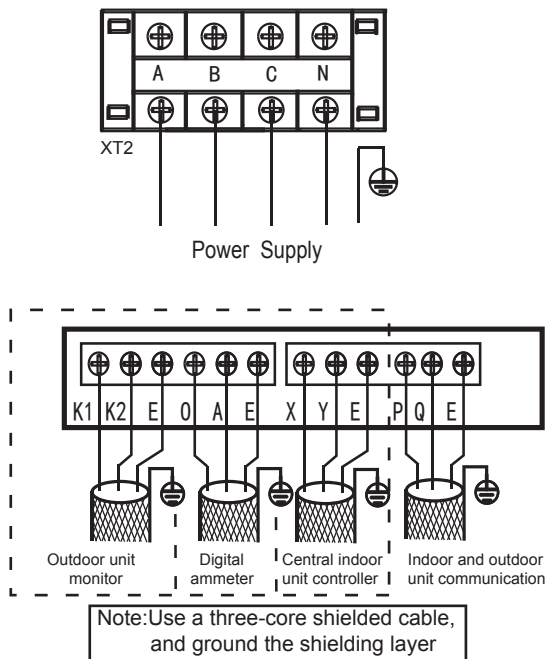 A B C N
XT2
Power Supply
K1 K2 E O A E X Y E P Q E
Outdoor unit monitor
Digital ammeter
Central indoor unit controller
Indoor and outdoor unit communication
Note:Use a three-core shielded cable,
and ground the shielding layer